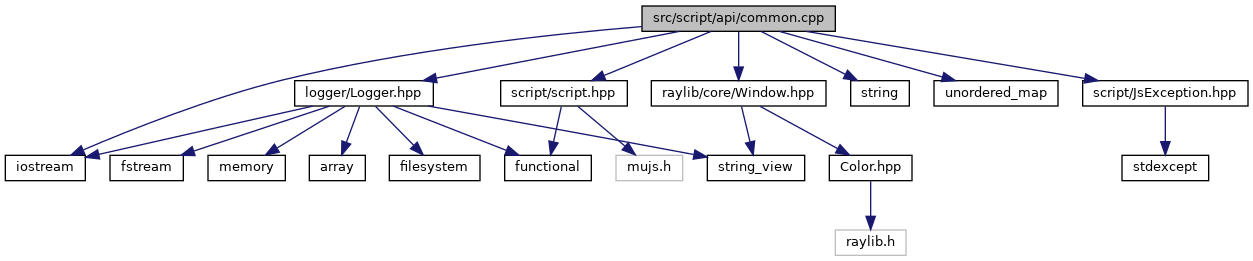 src/script/api/common.cpp
logger/Logger.hpp
script/script.hpp
raylib/core/Window.hpp
string
unordered_map
script/JsException.hpp
iostream
fstream
memory
array
filesystem
functional
mujs.h
string_view
Color.hpp
stdexcept
raylib.h